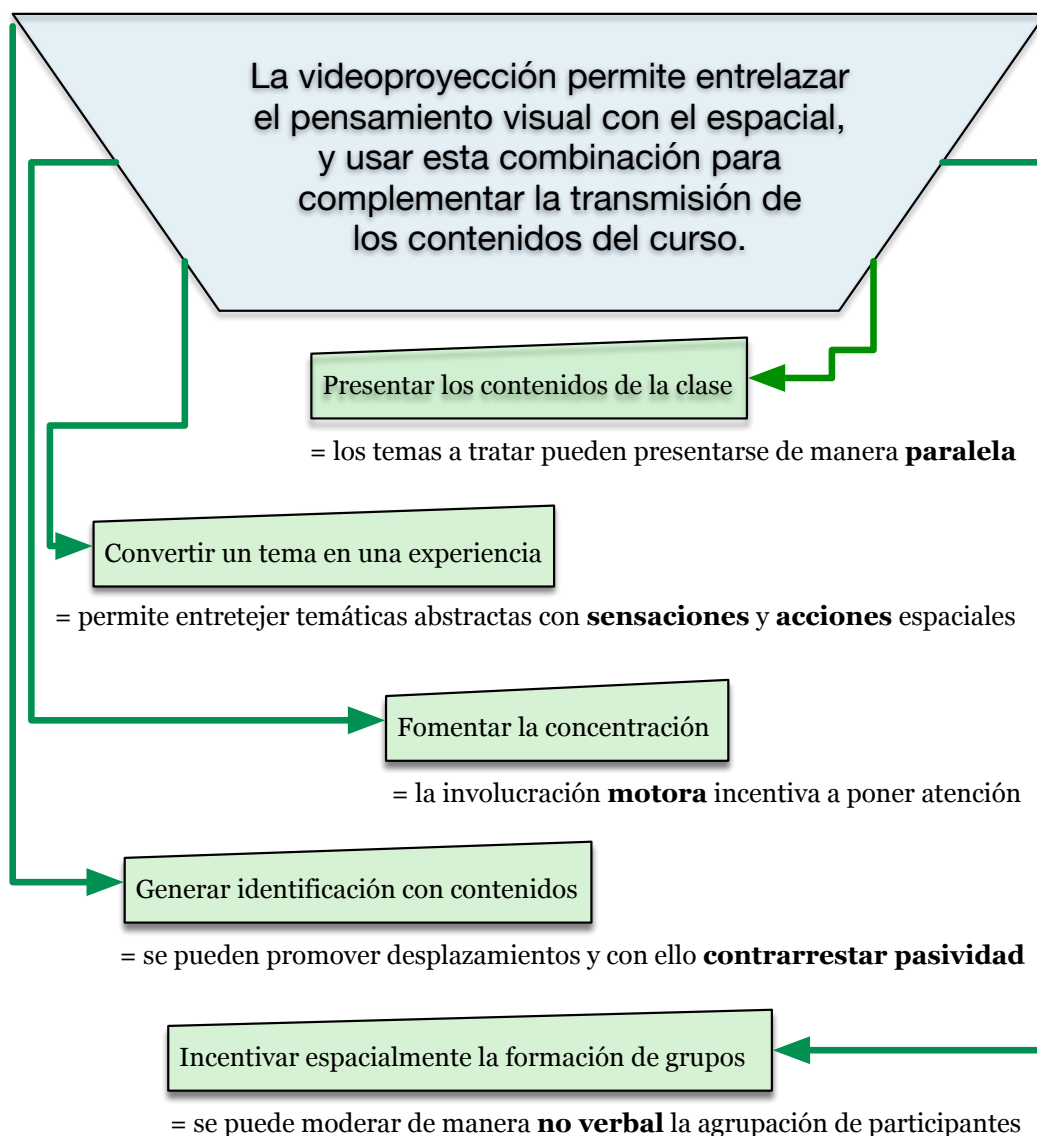 La videoproyección permite entrelazar
el pensamiento visual con el espacial,
y usar esta combinación para
complementar la transmisión de
los contenidos del curso.
Presentar los contenidos de la clase
= los temas a tratar pueden presentarse de manera paralela
Convertir un tema en una experiencia
= permite entretejer temáticas abstractas con sensaciones y acciones espaciales
Fomentar la concentración
= la involucración motora incentiva a poner atención
Generar identificación con contenidos
= se pueden promover desplazamientos y con ello contrarrestar pasividad
Incentivar espacialmente la formación de grupos
= se puede moderar de manera no verbal la agrupación de participantes